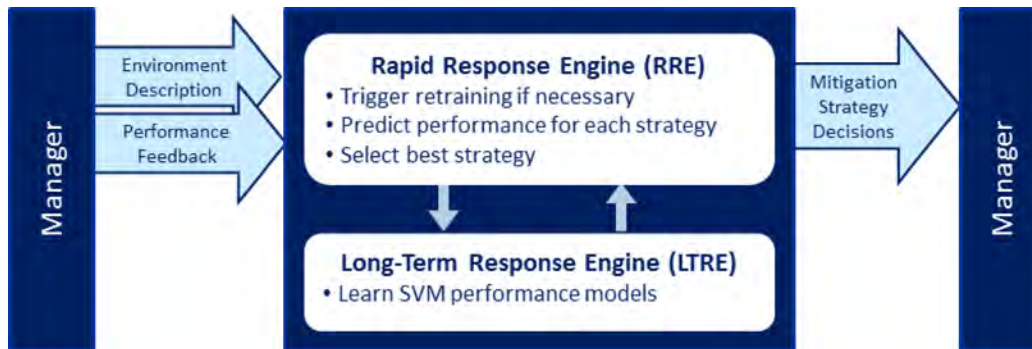 Manager
Environment
Description
Performance
Feedback
Rapid Response Engine (RRE)
• Trigger retraining if necessary
• Predict performance for each strategy
• Select best strategy
Long-Term Response Engine (LTRE)
• Learn SVM performance models
Mitigation
Strategy
Decisions
Manager